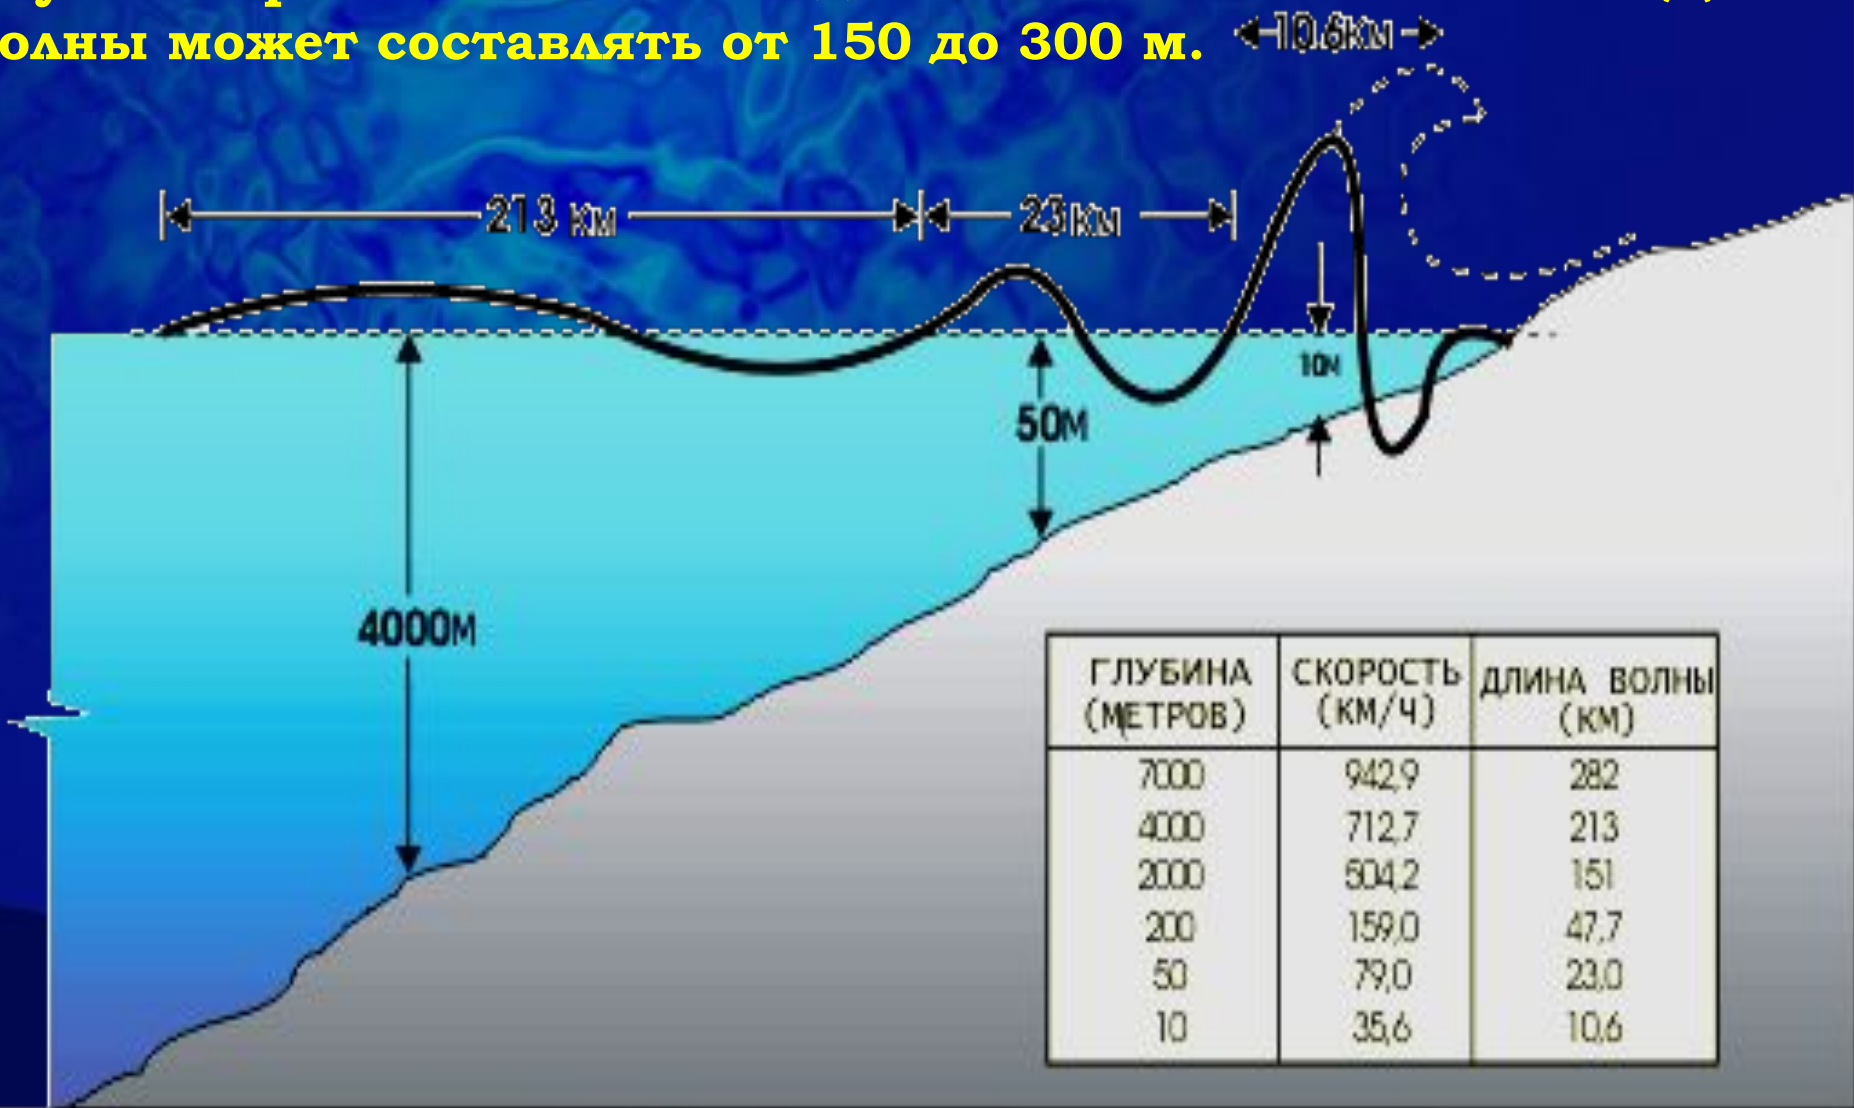 олны может составлять от 150 до 300 м.
10.6км
213 км
23км
10м
50м
4000м
ГЛУБИНА (МЕТРОВ) СКОРОСТЬ (КМ/Ч) ДЛИНА ВОЛНЫ (КМ)
7000 942,9 282
4000 712,7 213
2000 504,2 151
200 159,0 47,7
50 79,0 23,0
10 35,6 10,6